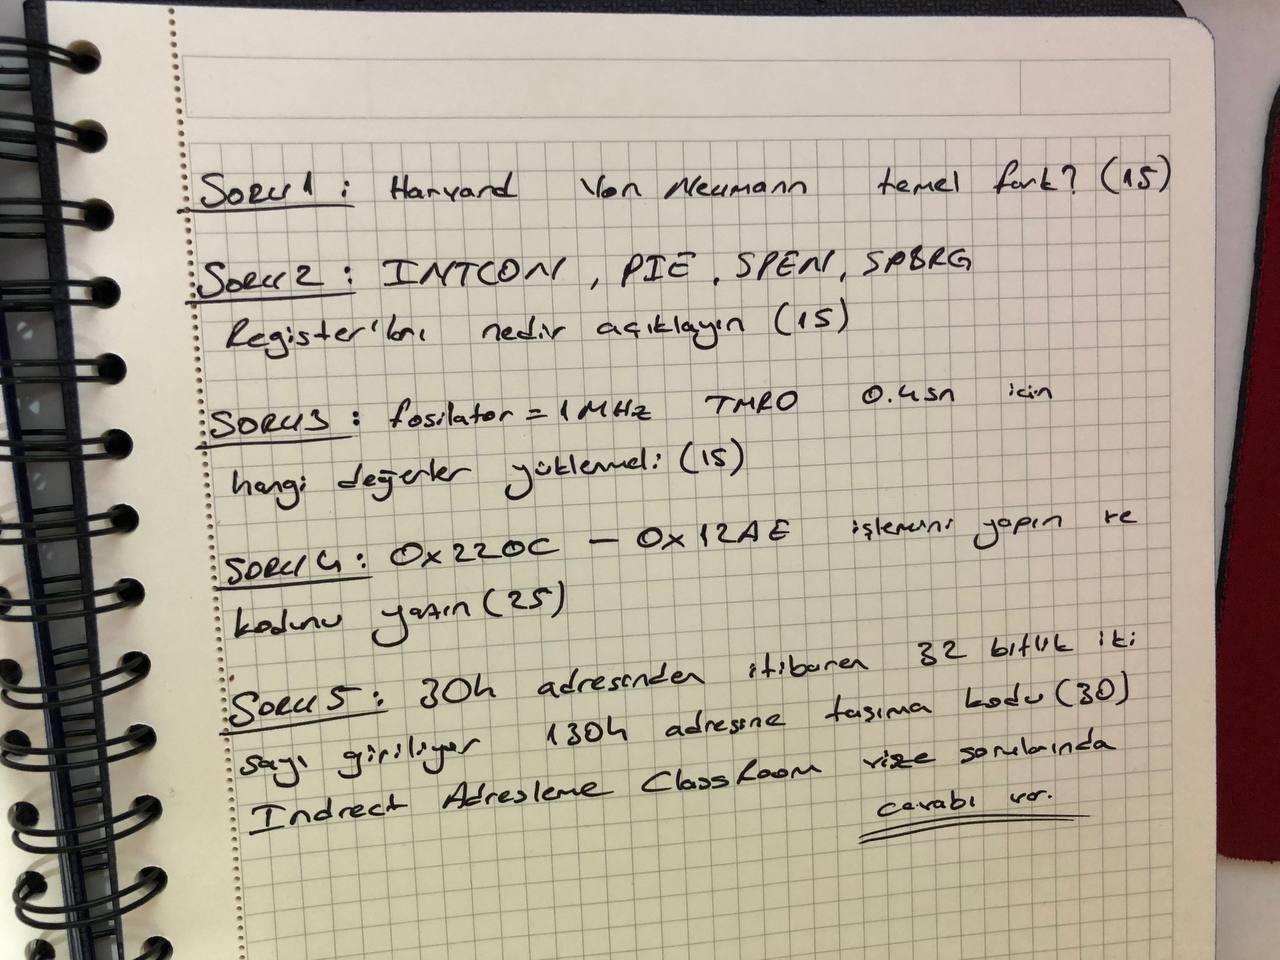 Soru 1 : Harvard Von Neumann temel fark? (15)
Soru 2 : INTCON , PIE , SPEN, SPBRG
Register'ları nedir açıklayın (15)
Soru 3 : fosilator = 1 MHz TMR0 0.4sn için
hangi değerler yüklenmeli (15)
Soru 4 : 0x220C - 0x12AE işlemini yapın ve
kodunu yazın (25)
Soru 5 : 30h adresinden itibaren 32 bitlik iki
sayı giriliyor 130h adresine taşıma kodu (30)
Indrect Adresleme ClassRoom vize sorularında
cevabı var.